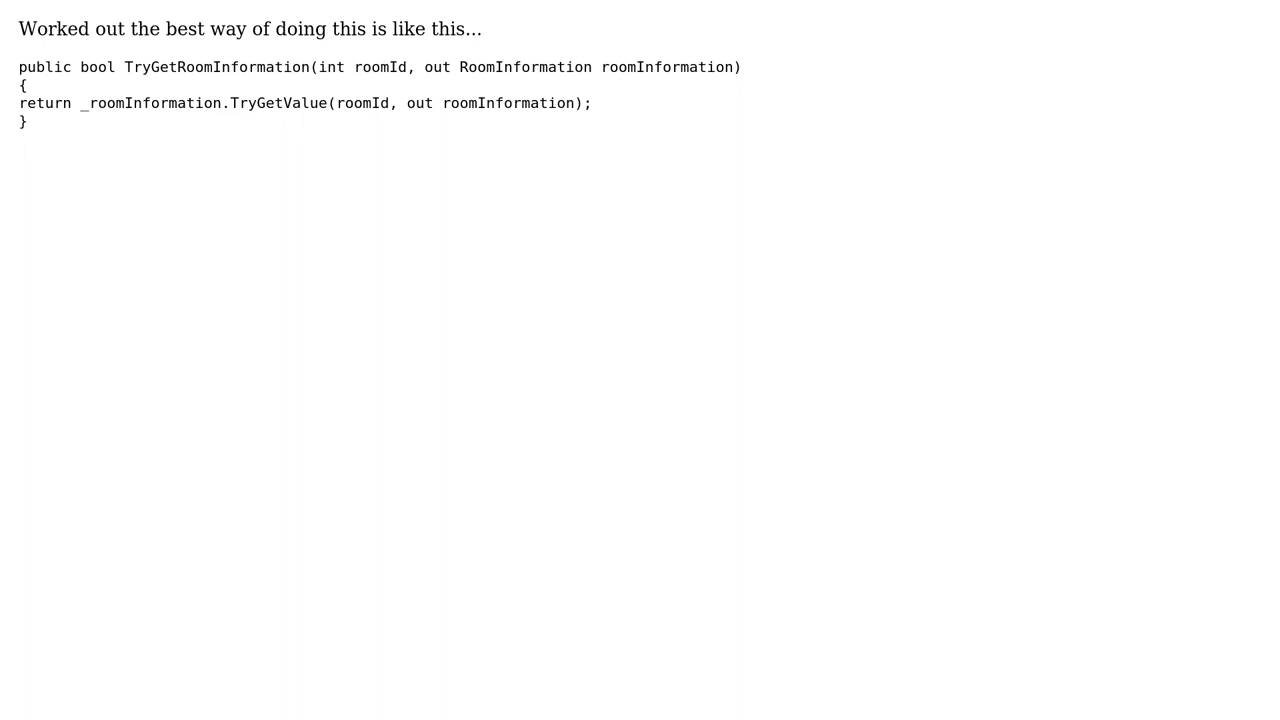 Worked out the best way of doing this is like this...
public bool TryGetRoomInformation(int roomId, out RoomInformation roomInformation)
{
return _roomInformation.TryGetValue(roomId, out roomInformation);
}